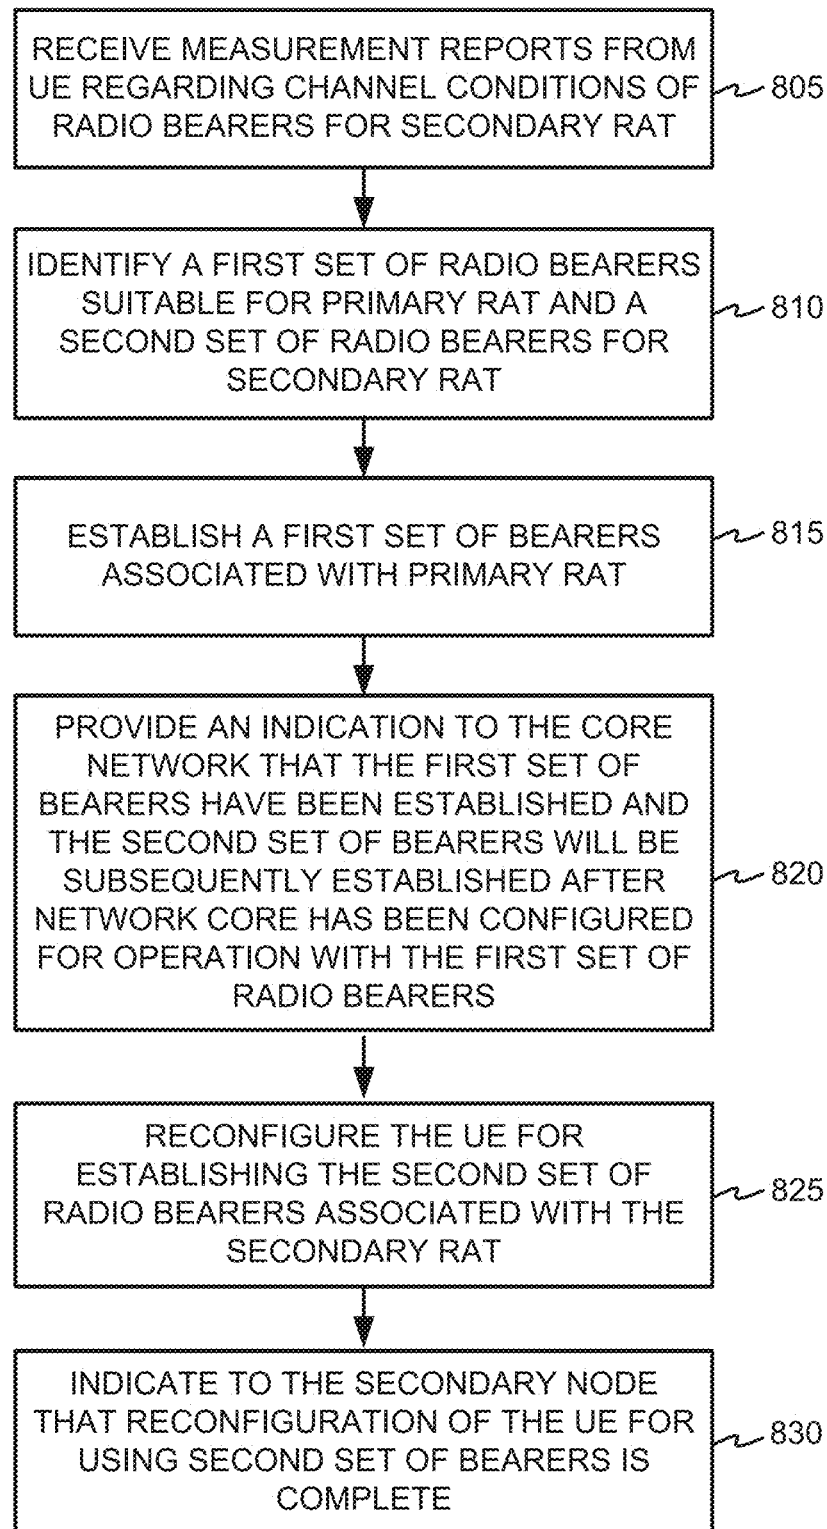 RECEIVE MEASUREMENT REPORTS FROM
UE REGARDING CHANNEL CONDITIONS OF
RADIO BEARERS FOR SECONDARY RAT
805
IDENTIFY A FIRST SET OF RADIO BEARERS
SUITABLE FOR PRIMARY RAT AND A
SECOND SET OF RADIO BEARERS FOR
SECONDARY RAT
810
ESTABLISH A FIRST SET OF BEARERS
ASSOCIATED WITH PRIMARY RAT
815
PROVIDE AN INDICATION TO THE CORE
NETWORK THAT THE FIRST SET OF
BEARERS HAVE BEEN ESTABLISHED AND
THE SECOND SET OF BEARERS WILL BE
SUBSEQUENTLY ESTABLISHED AFTER
NETWORK CORE HAS BEEN CONFIGURED
FOR OPERATION WITH THE FIRST SET OF
RADIO BEARERS
820
RECONFIGURE THE UE FOR
ESTABLISHING THE SECOND SET OF
RADIO BEARERS ASSOCIATED WITH THE
SECONDARY RAT
825
INDICATE TO THE SECONDARY NODE
THAT RECONFIGURATION OF THE UE FOR
USING SECOND SET OF BEARERS IS
COMPLETE
830